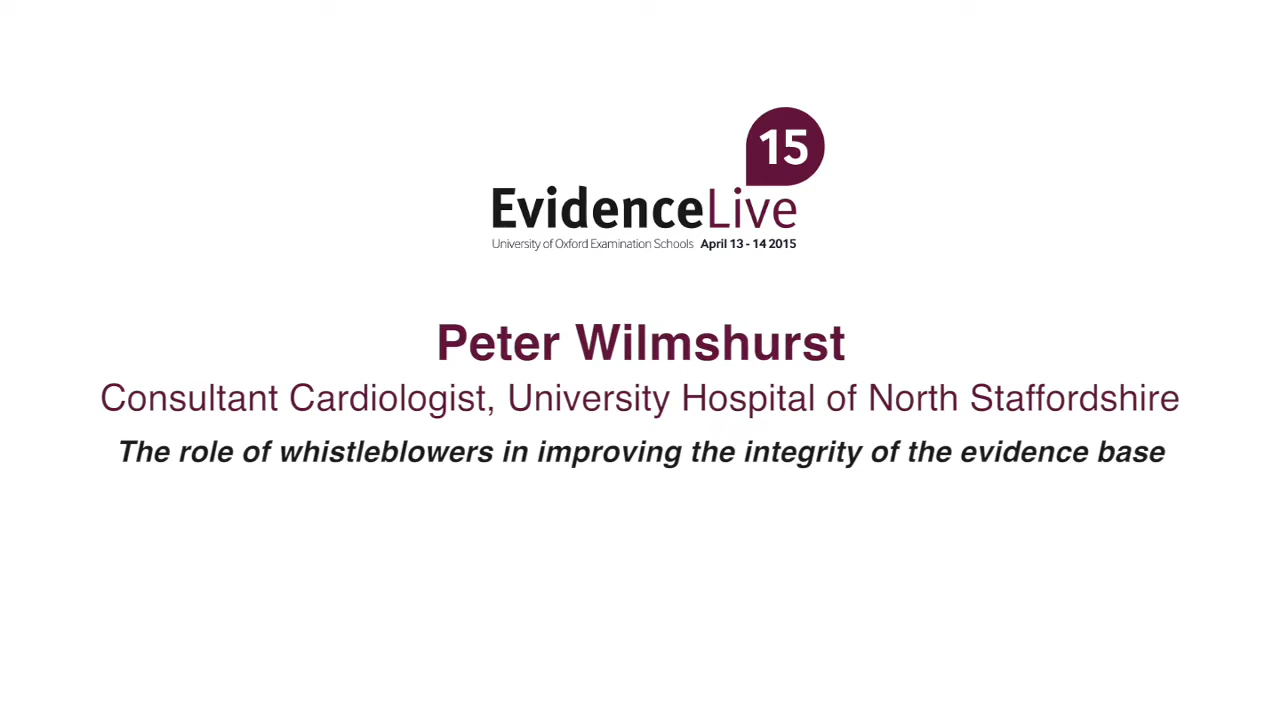 15
EvidenceLive
University of Oxford Examination Schools April 13 - 14 2015
Peter Wilmshurst
Consultant Cardiologist, University Hospital of North Staffordshire
The role of whistleblowers in improving the integrity of the evidence base